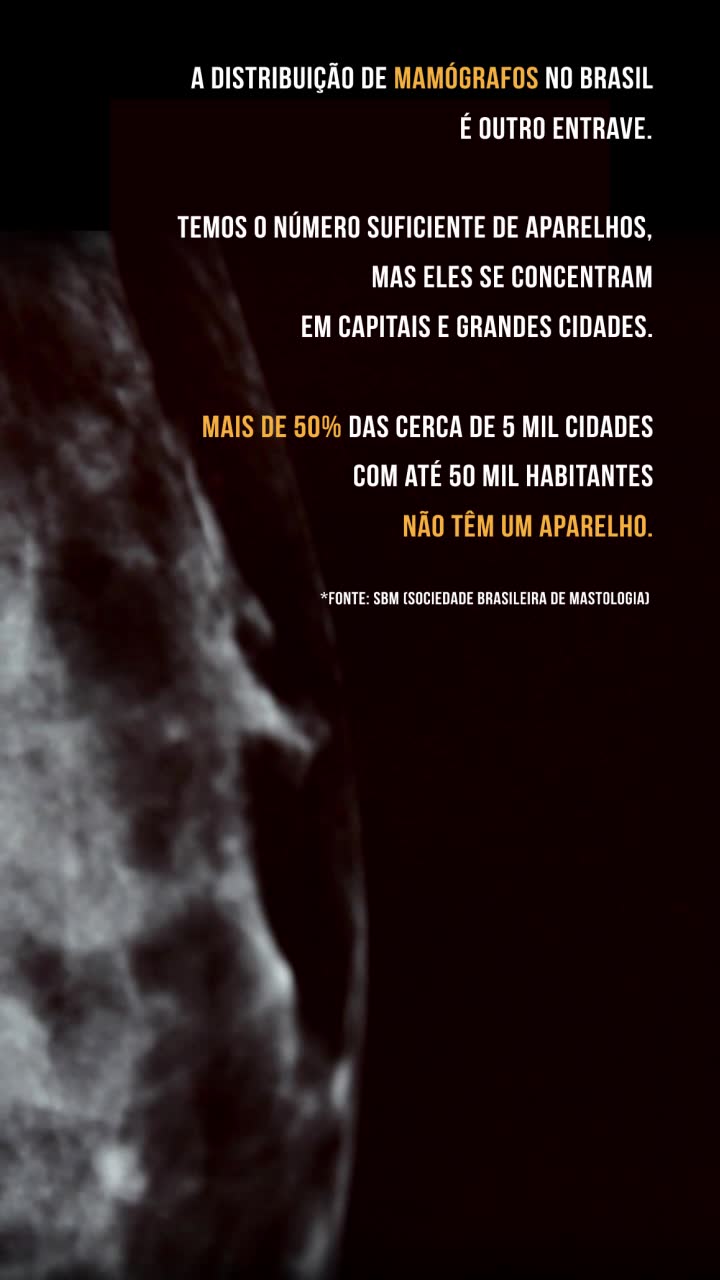 A DISTRIBUIÇÃO DE MAMÓGRAFOS NO BRASIL
É OUTRO ENTRAVE.
TEMOS O NÚMERO SUFICIENTE DE APARELHOS,
MAS ELES SE CONCENTRAM
EM CAPITAIS E GRANDES CIDADES.
MAIS DE 50% DAS CERCA DE 5 MIL CIDADES
COM ATÉ 50 MIL HABITANTES
NÃO TÊM UM APARELHO.
*FONTE: SBM (SOCIEDADE BRASILEIRA DE MASTOLOGIA)